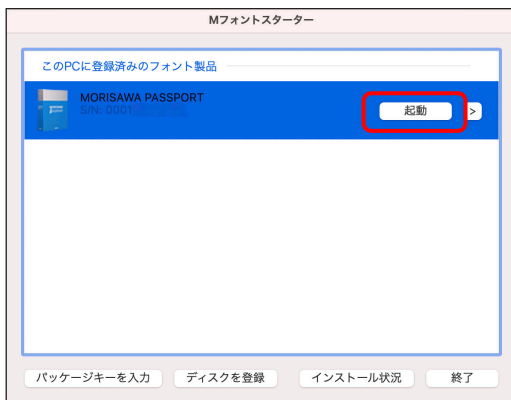 Mフォントスターター
このPCに登録済みのフォント製品
MORISAWA PASSPORT
S/N: 0001
起動
>
パッケージキーを入力 ディスクを登録 インストール状況 終了